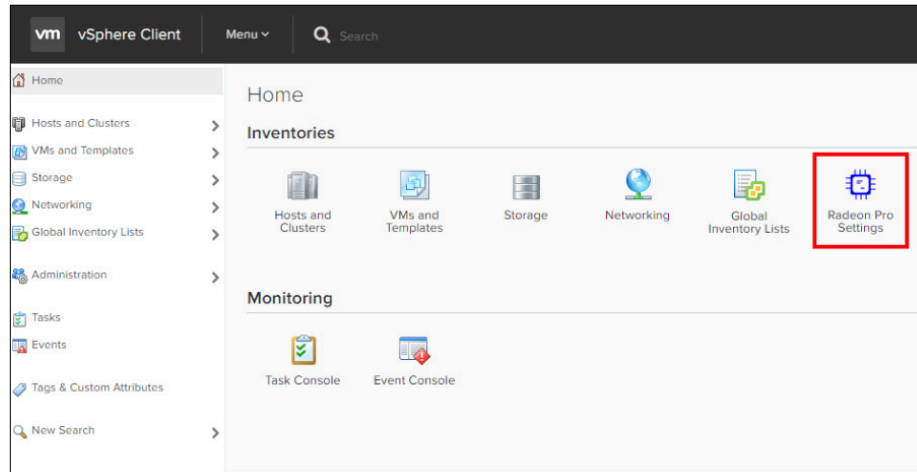 vm vSphere Client Menu Search
Home
Hosts and Clusters
VMs and Templates
Storage
Networking
Global Inventory Lists
Administration
Tasks
Events
Tags & Custom Attributes
New Search
Home
Inventories
Hosts and
Clusters
VMs and
Templates
Storage
Networking
Global
Inventory Lists
Radeon Pro
Settings
Monitoring
Task Console
Event Console